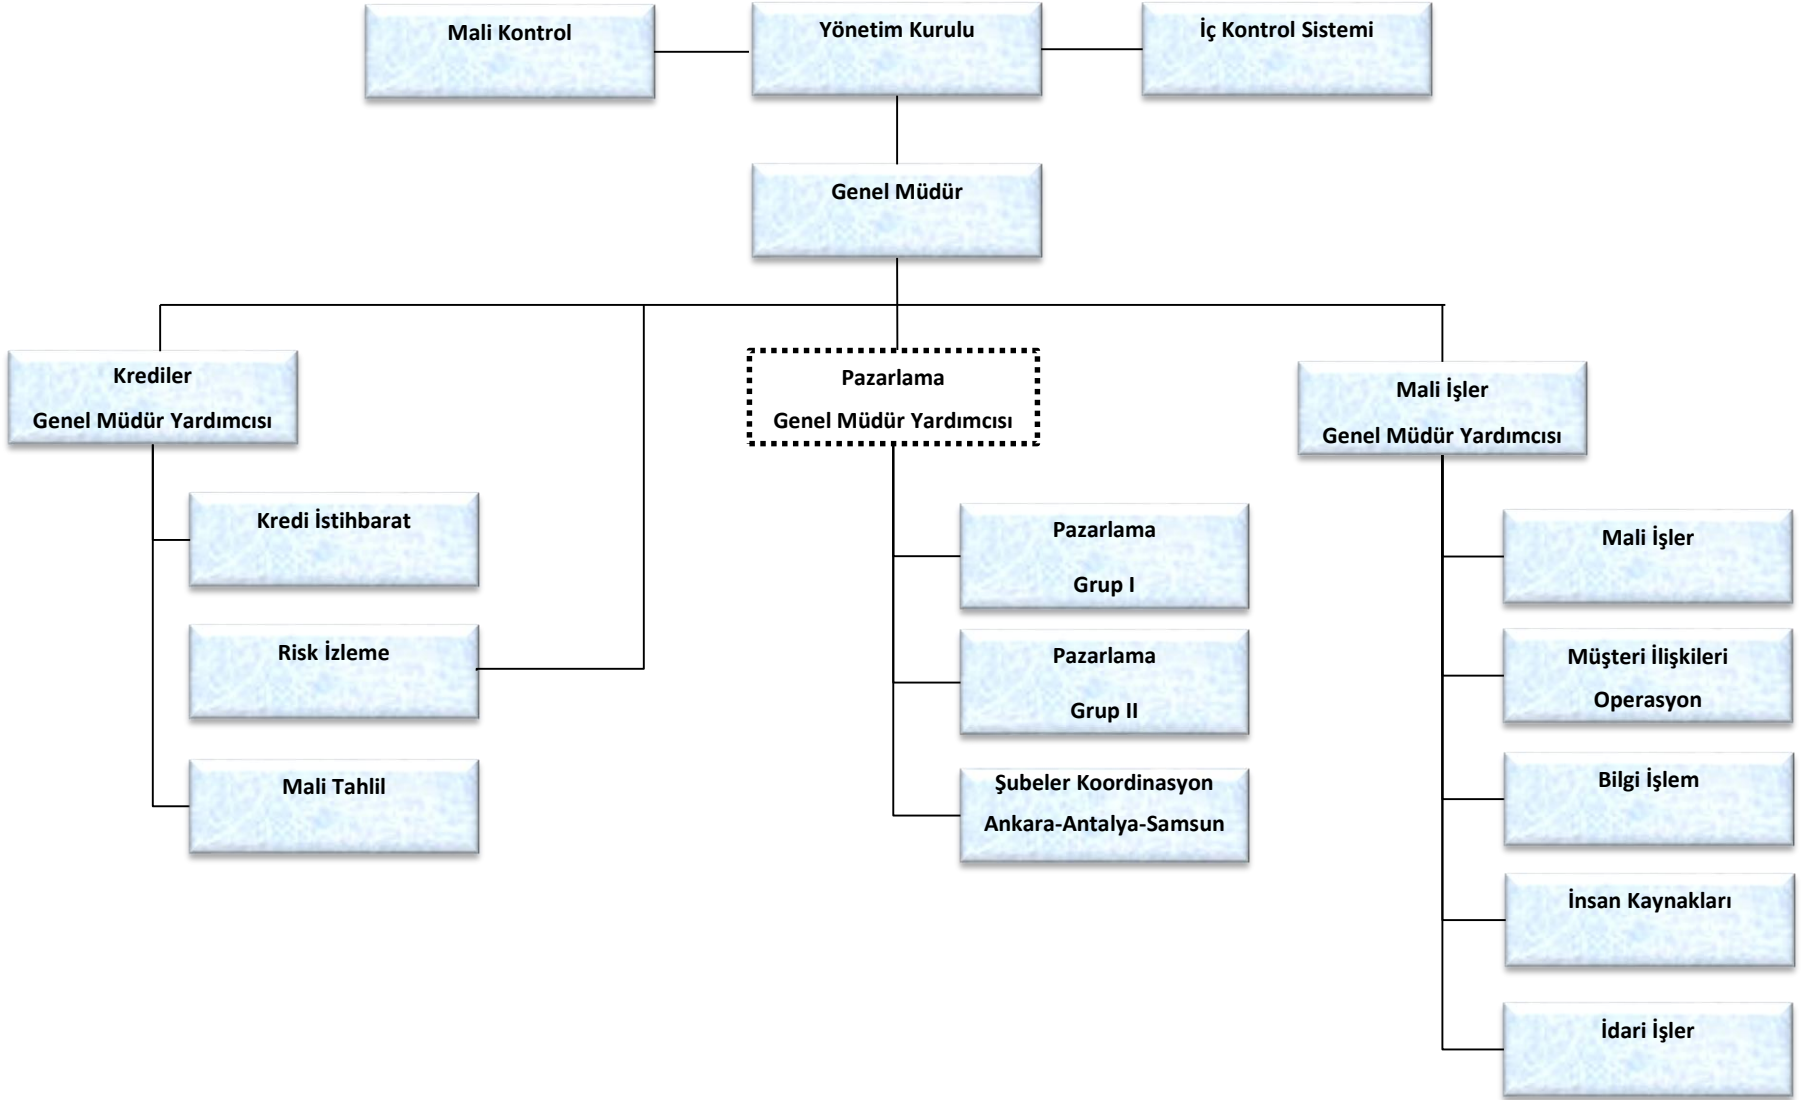 Mali Kontrol
Yönetim Kurulu
İç Kontrol Sistemi
Genel Müdür
Krediler
Genel Müdür Yardımcısı
Kredi İstihbarat
Risk İzleme
Mali Tahlil
Pazarlama
Genel Müdür Yardımcısı
Pazarlama
Grup I
Pazarlama
Grup II
Şubeler Koordinasyon
Ankara-Antalya-Samsun
Mali İşler
Genel Müdür Yardımcısı
Mali İşler
Müşteri İlişkileri
Operasyon
Bilgi İşlem
İnsan Kaynakları
İdari İşler